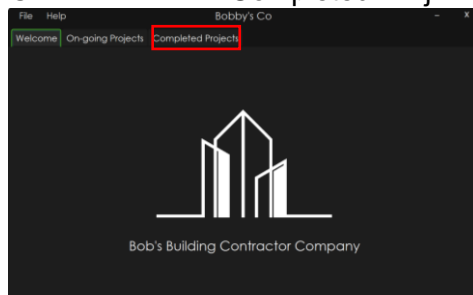 File Help Bobby's Co – x
Welcome On-going Projects Completed Projects
Bob's Building Contractor Company